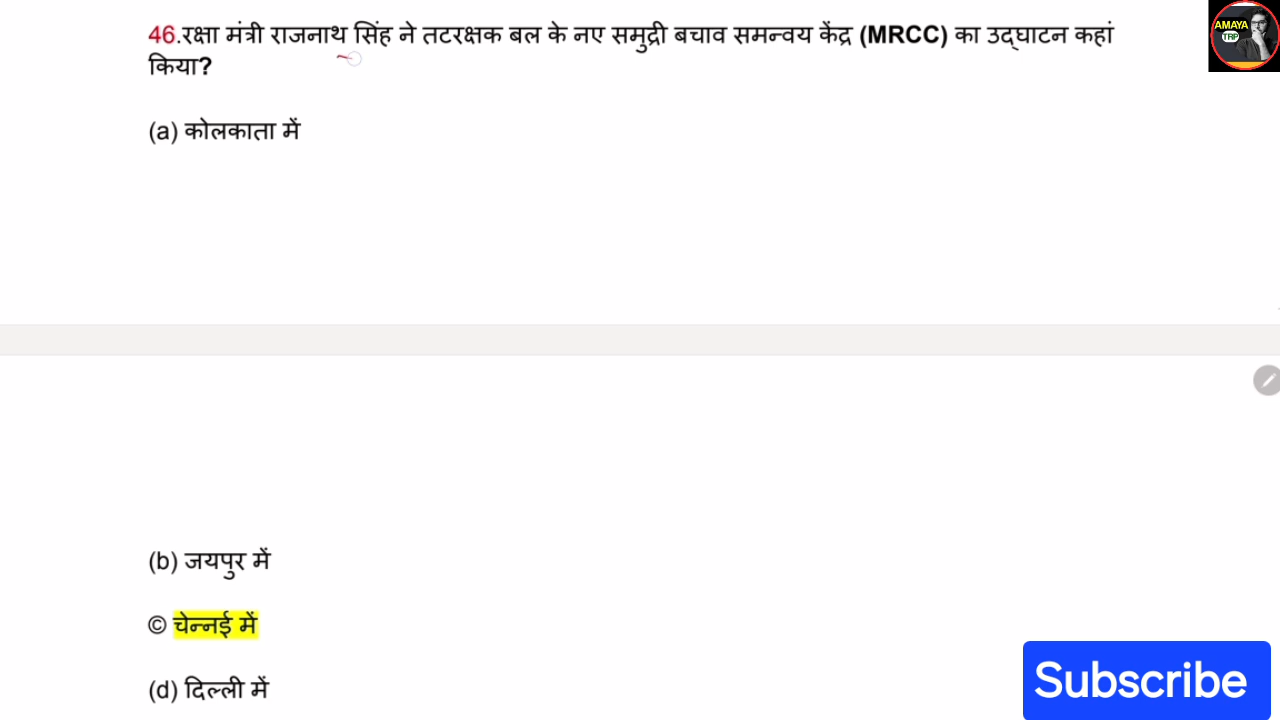 46.रक्षा मंत्री राजनाथ सिंह ने तटरक्षक बल के नए समुद्री बचाव समन्वय केंद्र (MRCC) का उद्घाटन कहां
किया?
(a) कोलकाता में
(b) जयपुर में
© चेन्नई में
(d) दिल्ली में
AMAYA
TRP
Subscribe